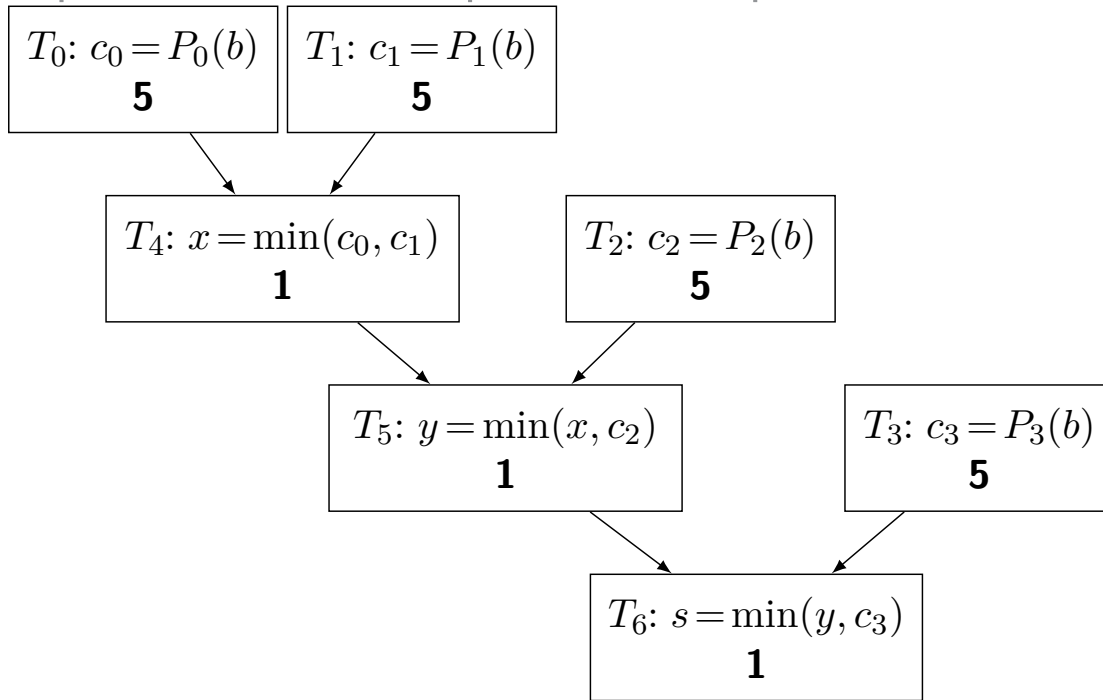 T₀: c₀ = P₀(b)
5
T₁: c₁ = P₁(b)
5
T₄: x = min(c₀, c₁)
1
T₂: c₂ = P₂(b)
5
T₅: y = min(x, c₂)
1
T₃: c₃ = P₃(b)
5
T₆: s = min(y, c₃)
1